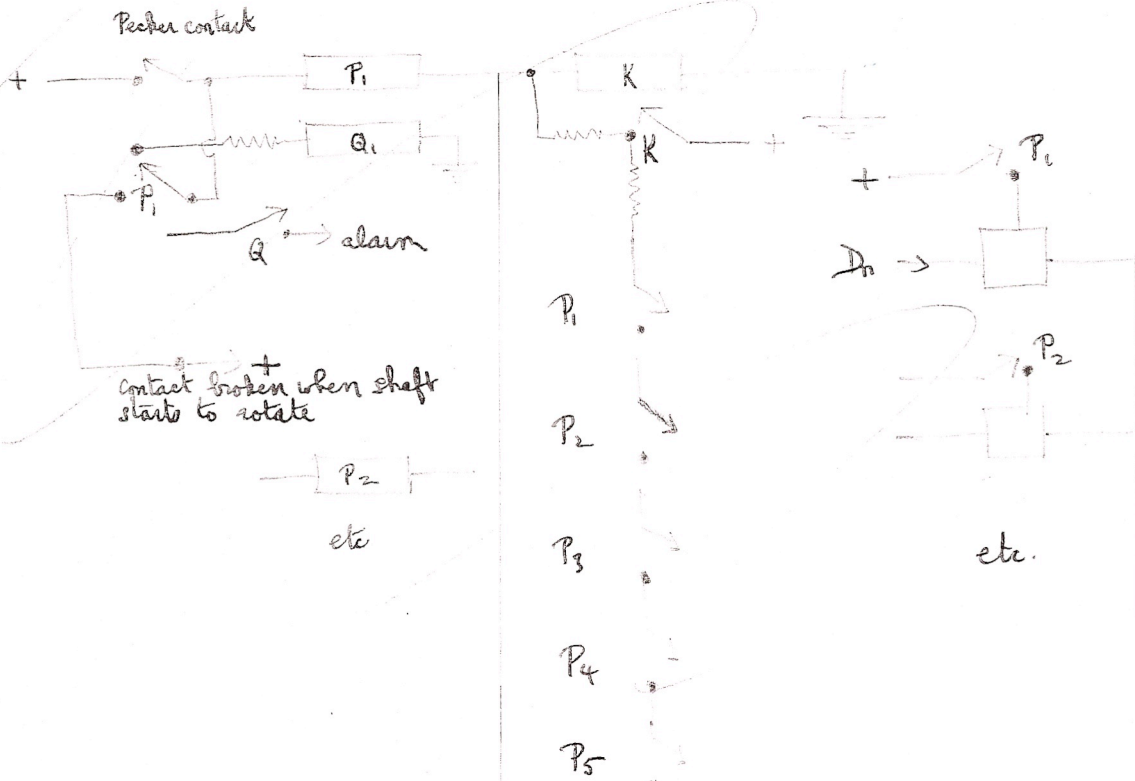 Pecker contact
+ P₁ K
Q₁ K +
P₁
Q alarm
+
contact broken when shaft
starts to rotate
P₂
etc
P₁
P₂
P₃
P₄
P₅
+ P₁
Dn
P₂
etc.